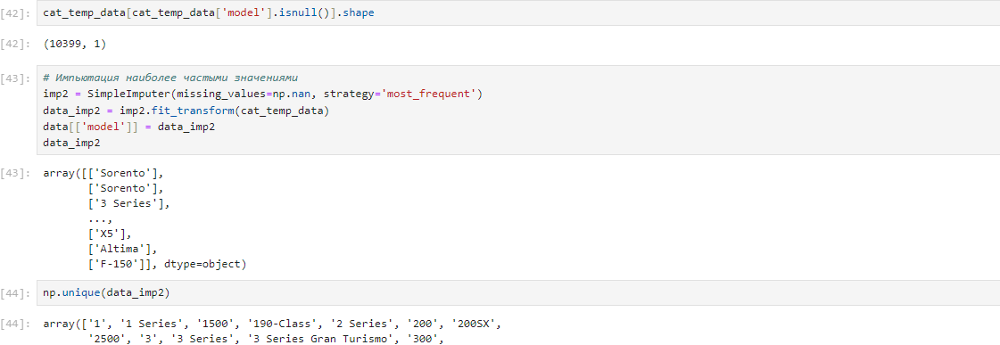 [42]: cat_temp_data[cat_temp_data['model'].isnull()].shape
[42]: (10399, 1)
[43]: # Импьютация наиболее частыми значениями
imp2 = SimpleImputer(missing_values=np.nan, strategy='most_frequent')
data_imp2 = imp2.fit_transform(cat_temp_data)
data[['model']] = data_imp2
data_imp2
[43]: array([['Sorento'],
['Sorento'],
['3 Series'],
...,
['X5'],
['Altima'],
['F-150']], dtype=object)
[44]: np.unique(data_imp2)
[44]: array(['1', '1 Series', '1500', '190-Class', '2 Series', '200', '200SX',
'2500', '3', '3 Series', '3 Series Gran Turismo', '300',